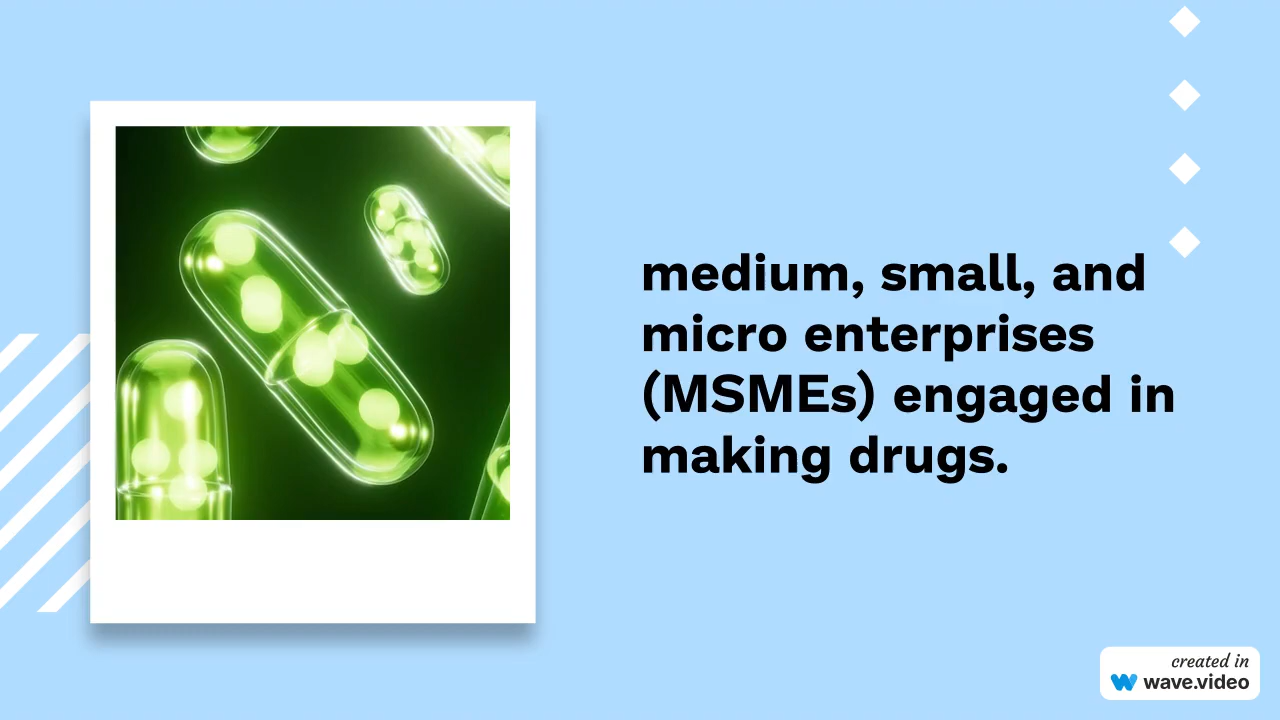 medium, small, and
micro enterprises
(MSMEs) engaged in
making drugs.
created in
wave.video